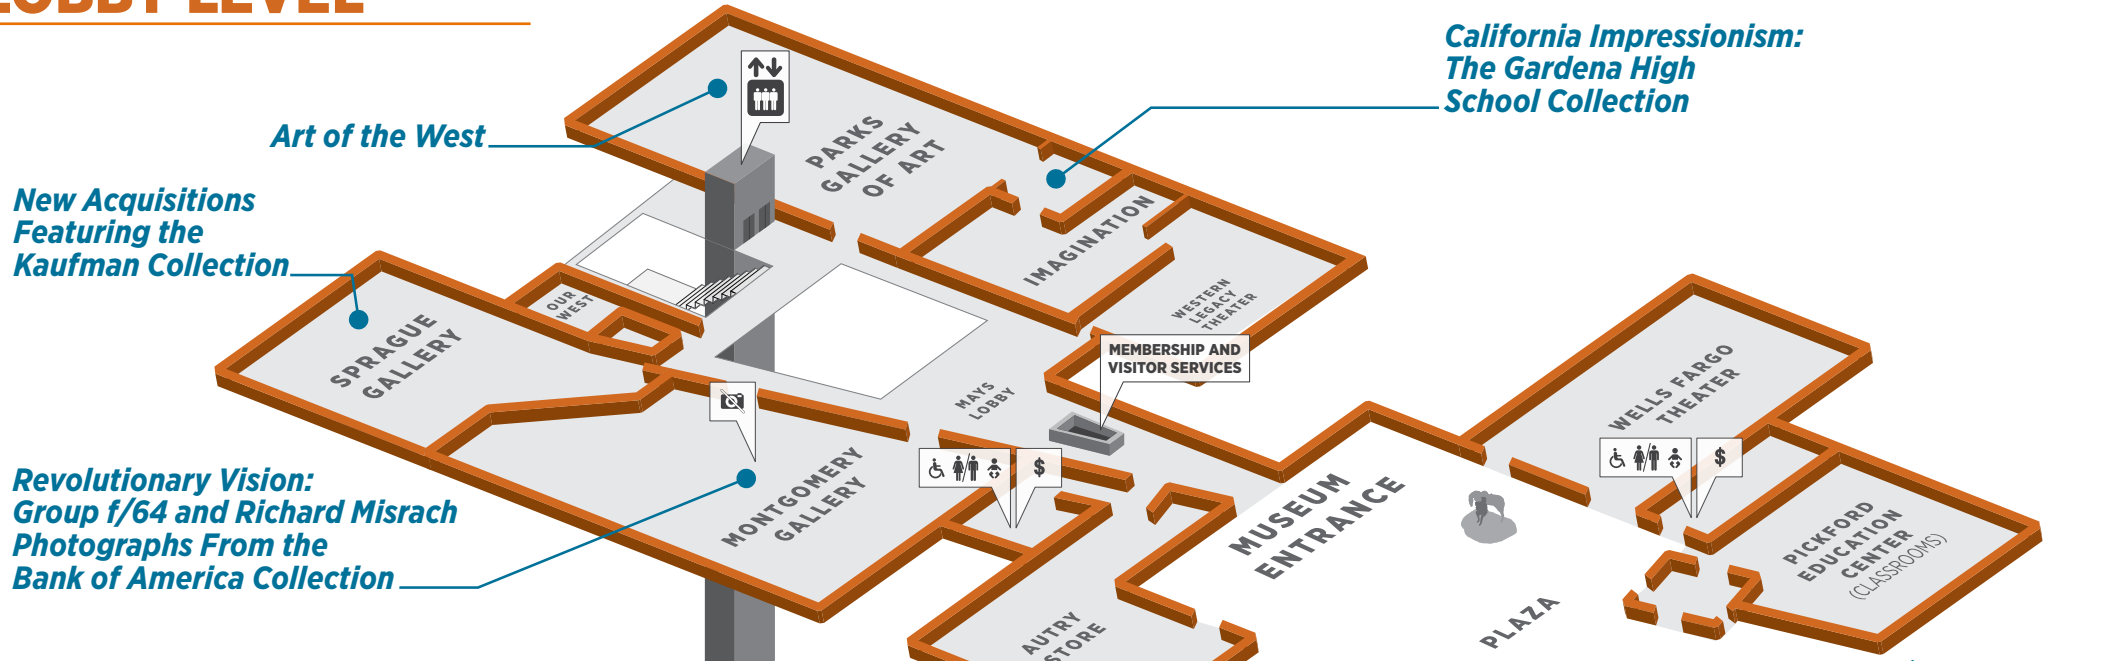 LOBBY LEVEL
California Impressionism:
The Gardena High
School Collection
Art of the West
PARKS
GALLERY
OF ART
New Acquisitions
Featuring the
Kaufman Collection
IMAGINATION
OUR
WEST
WESTERN
LEGACY
THEATER
SPRAGUE
GALLERY
MEMBERSHIP AND
VISITOR SERVICES
MAYS
LOBBY
WELLS FARGO
THEATER
$
$
Revolutionary Vision:
Group f/64 and Richard Misrach
Photographs From the
Bank of America Collection
MONTGOMERY
GALLERY
MUSEUM
ENTRANCE
PICKFORD
EDUCATION
CENTER
(CLASSROOMS)
AUTRY
STORE
PLAZA